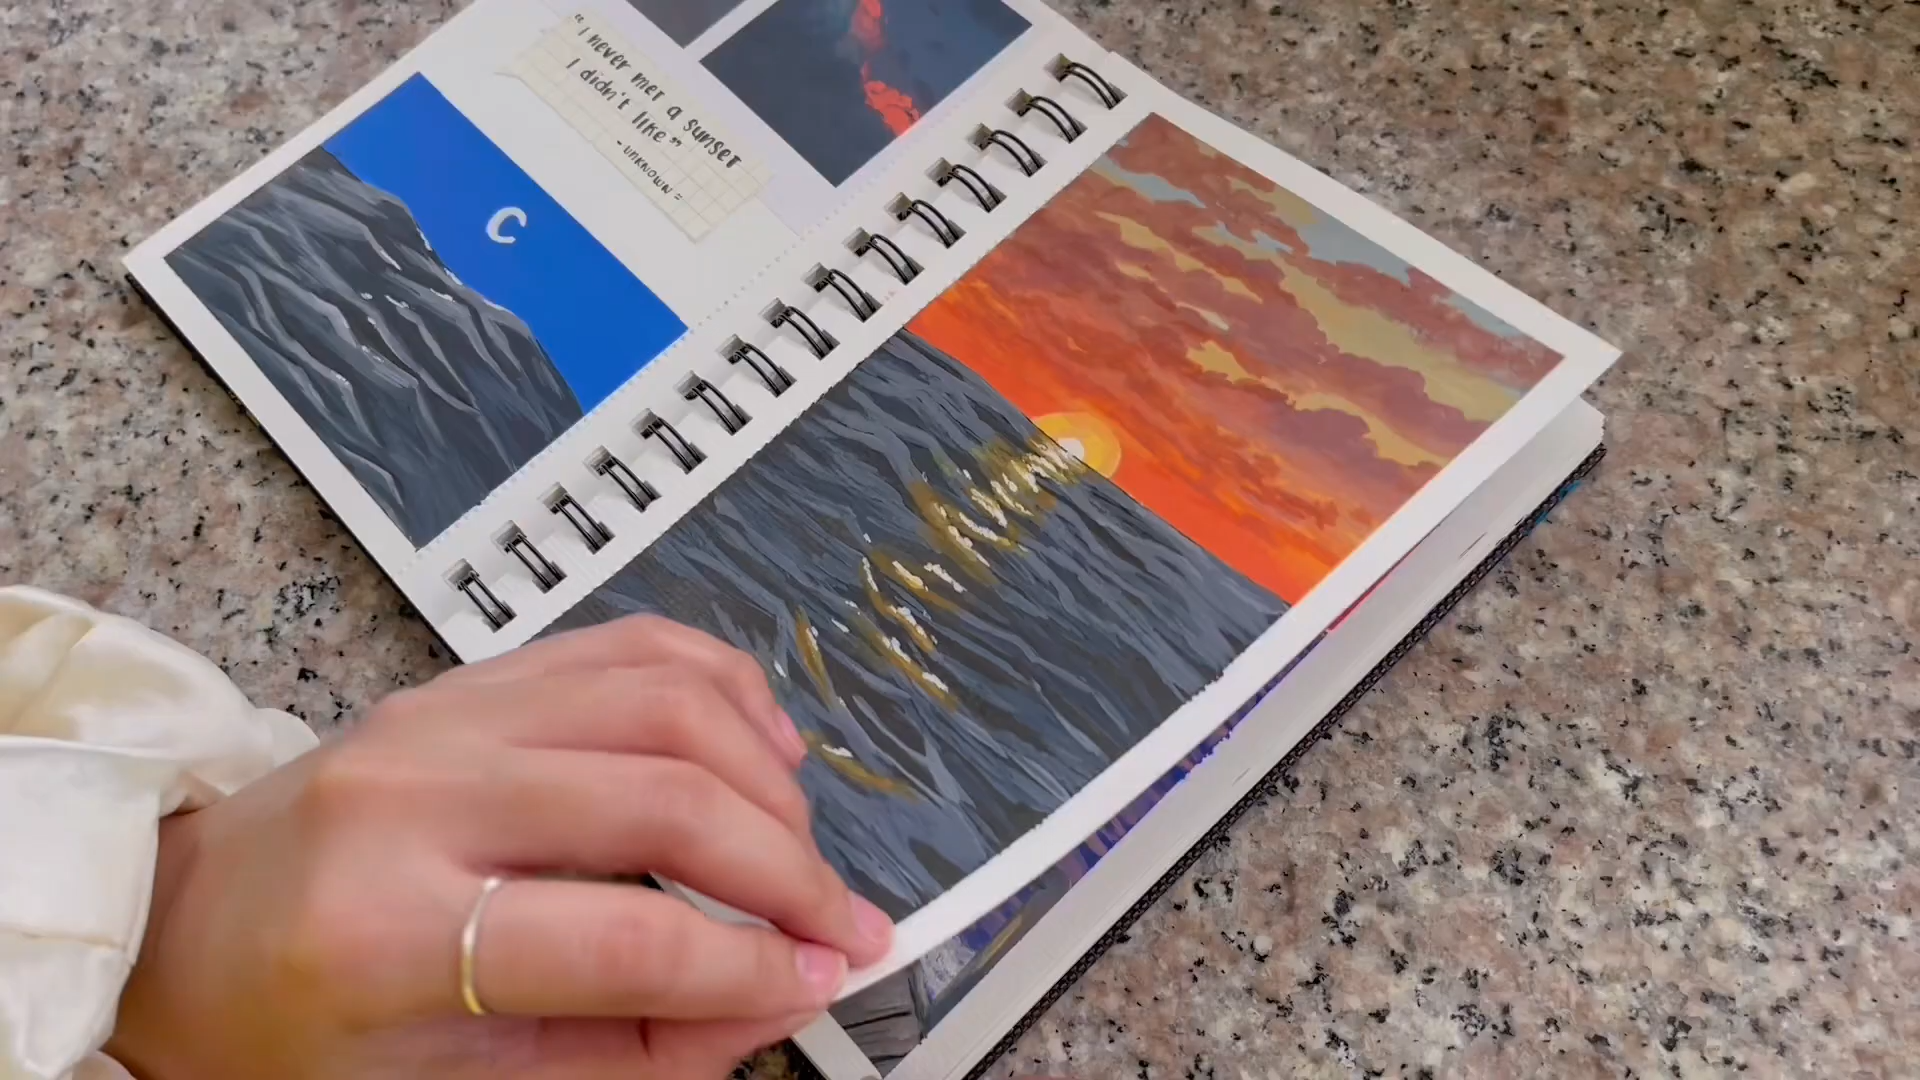 “I never met a sunset
I didn't like”
-unknown-